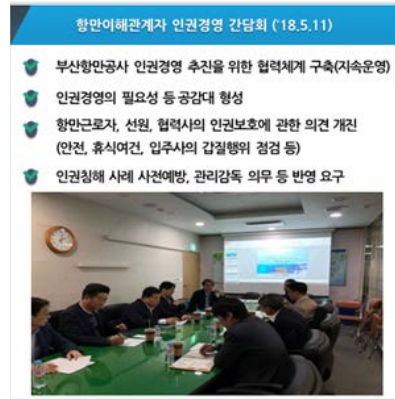 항만이해관계자 인권경영 간담회 ('18.5.11)
부산항만공사 인권경영 추진을 위한 협력체계 구축(지속운영)
인권경영의 필요성 등 공감대 형성
항만근로자, 선원, 협력사의 인권보호에 관한 의견 개진
(안전, 휴식여건, 입주사의 갑질행위 점검 등)
인권침해 사례 사전예방, 관리감독 의무 등 반영 요구